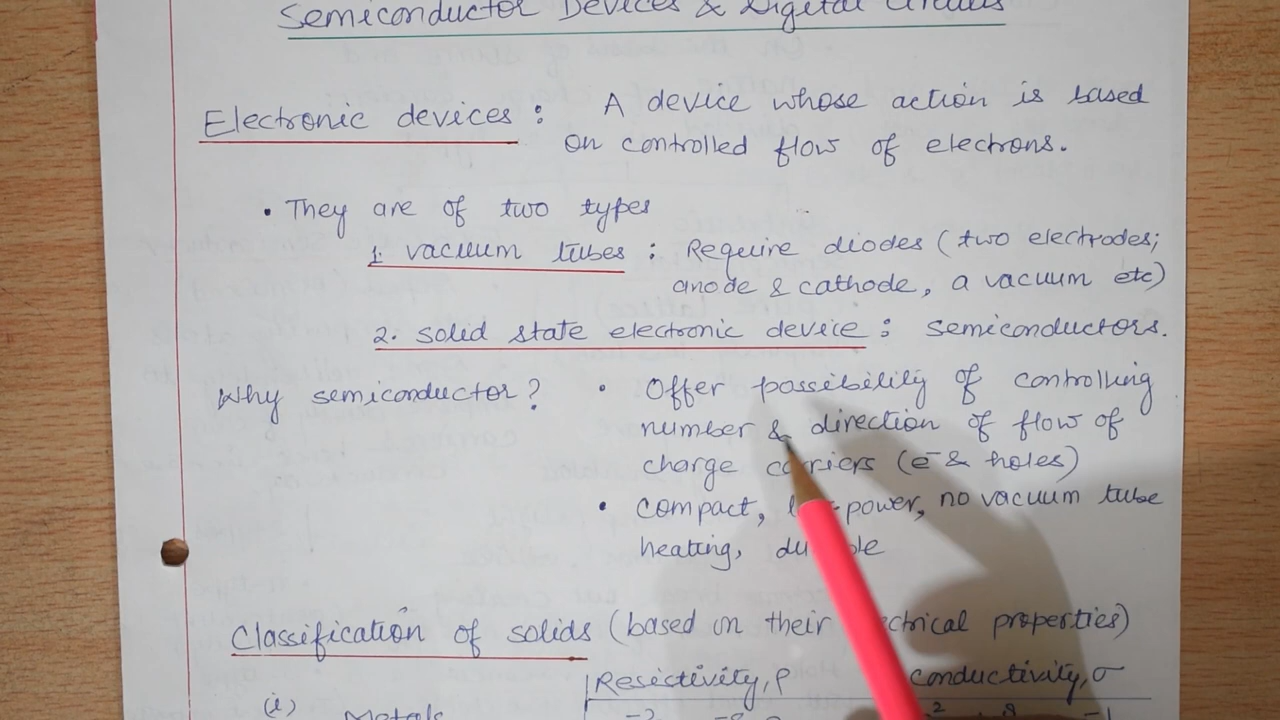 Semiconductor Devices & Digital Circuits
Electronic devices : A device whose action is based
on controlled flow of electrons.
• They are of two types
1. vacuum tubes : Require diodes (two electrodes;
anode & cathode, a vacuum etc)
2. solid state electronic device : semiconductors.
Why semiconductor? • Offer possibility of controlling
number & direction of flow of
charge carriers (e⁻ & holes)
• compact, power, no vacuum tube
heating,
Classification of solids (based on their properties)
Resistivity, ρ conductivity, σ
(i) Metals